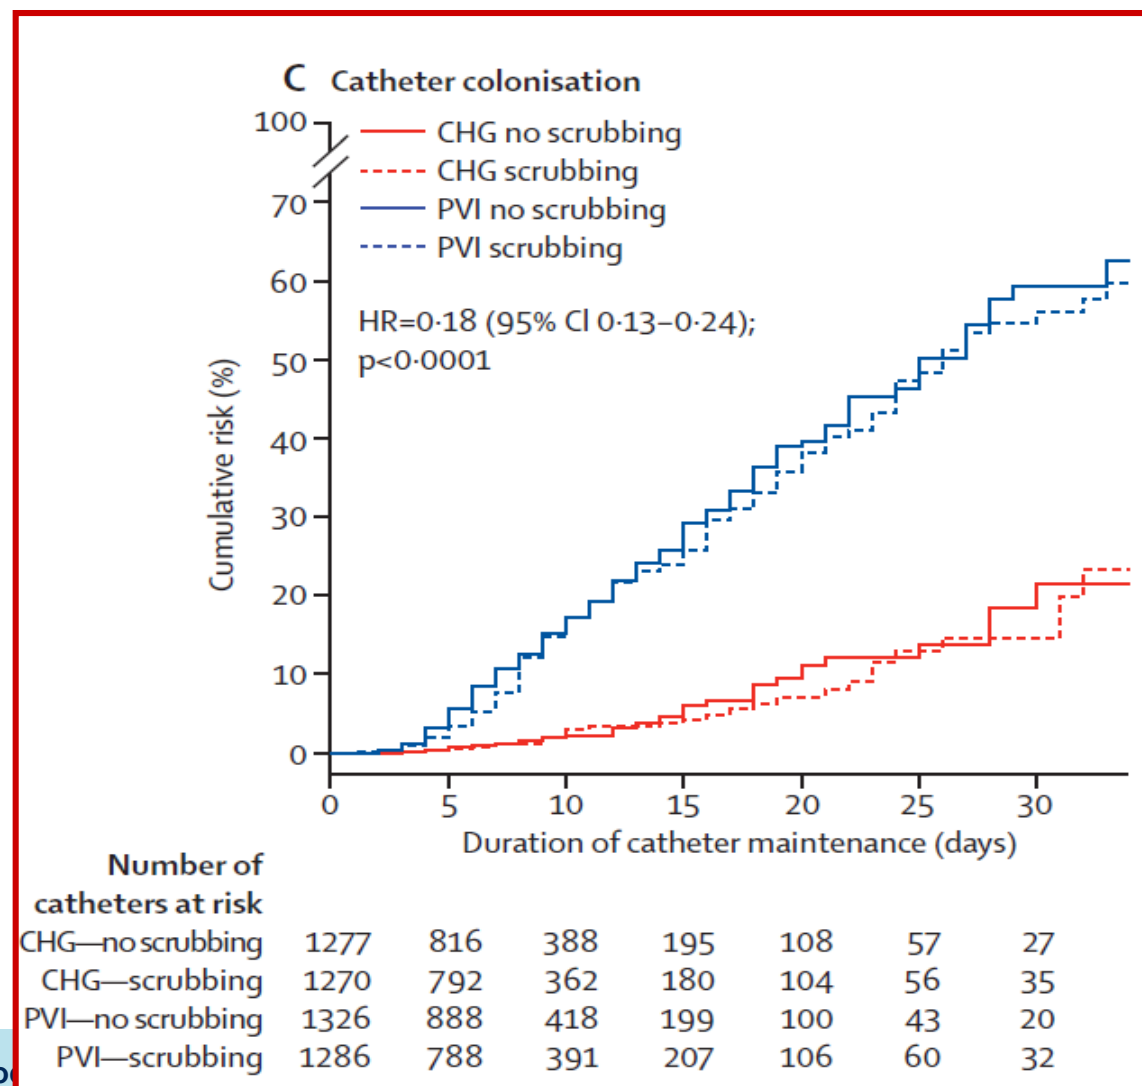 C Catheter colonisation
100
70
60
50
40
30
20
10
0
CHG no scrubbing
CHG scrubbing
PVI no scrubbing
PVI scrubbing
HR=0·18 (95% CI 0·13–0·24);
p<0·0001
Cumulative risk (%)
0 5 10 15 20 25 30
Duration of catheter maintenance (days)
Number of
catheters at risk
CHG—no scrubbing 1277 816 388 195 108 57 27
CHG—scrubbing 1270 792 362 180 104 56 35
PVI—no scrubbing 1326 888 418 199 100 43 20
PVI—scrubbing 1286 788 391 207 106 60 32